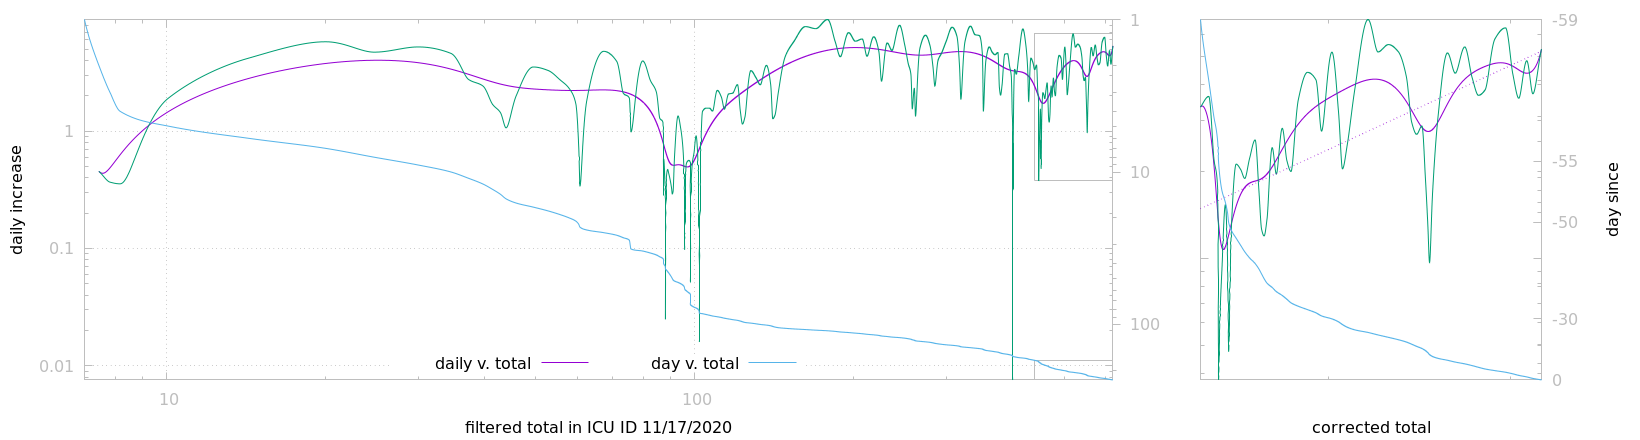 1
-59
1
-55
10
daily increase
day since
-50
0.1
-30
100
daily v. total
day v. total
0.01
0
10
100
filtered total in ICU ID 11/17/2020
corrected total